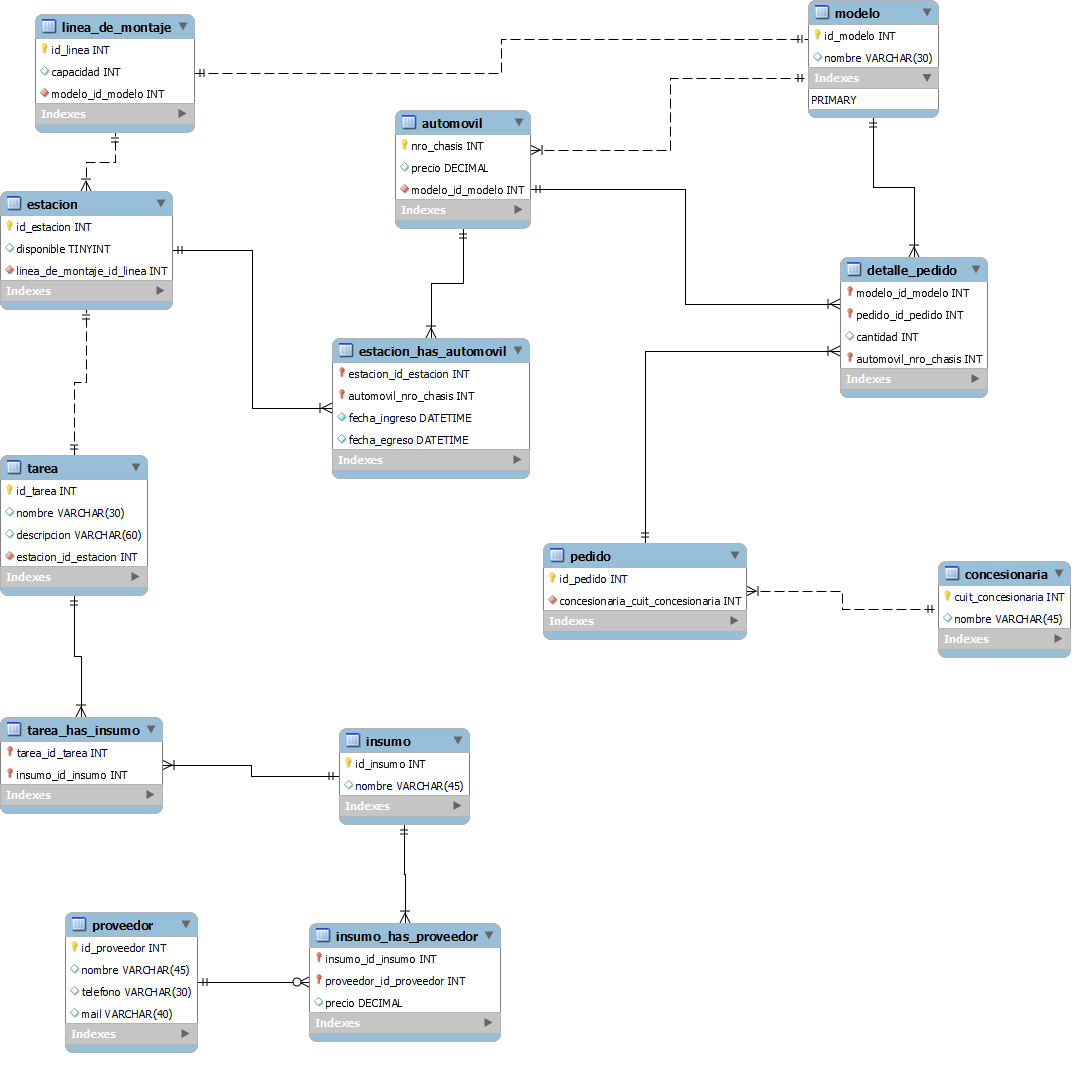 linea_de_montaje
id_linea INT
capacidad INT
modelo_id_modelo INT
Indexes
modelo
id_modelo INT
nombre VARCHAR(30)
Indexes
PRIMARY
automovil
nro_chasis INT
precio DECIMAL
modelo_id_modelo INT
Indexes
estacion
id_estacion INT
disponible TINYINT
linea_de_montaje_id_linea INT
Indexes
detalle_pedido
modelo_id_modelo INT
pedido_id_pedido INT
cantidad INT
automovil_nro_chasis INT
Indexes
estacion_has_automovil
estacion_id_estacion INT
automovil_nro_chasis INT
fecha_ingreso DATETIME
fecha_egreso DATETIME
Indexes
tarea
id_tarea INT
nombre VARCHAR(30)
descripcion VARCHAR(60)
estacion_id_estacion INT
Indexes
pedido
id_pedido INT
concesionaria_cuit_concesionaria INT
Indexes
concesionaria
cuit_concesionaria INT
nombre VARCHAR(45)
Indexes
tarea_has_insumo
tarea_id_tarea INT
insumo_id_insumo INT
Indexes
insumo
id_insumo INT
nombre VARCHAR(45)
Indexes
proveedor
id_proveedor INT
nombre VARCHAR(45)
telefono VARCHAR(30)
mail VARCHAR(40)
Indexes
insumo_has_proveedor
insumo_id_insumo INT
proveedor_id_proveedor INT
precio DECIMAL
Indexes